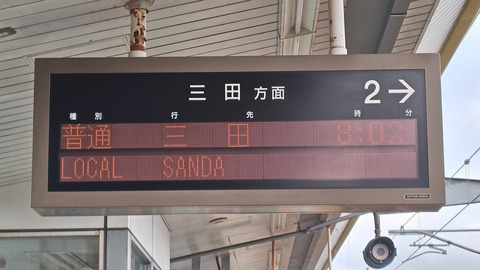 三田方面 2→
種別 行先 時分
普通 三田 8:02
LOCAL SANDA